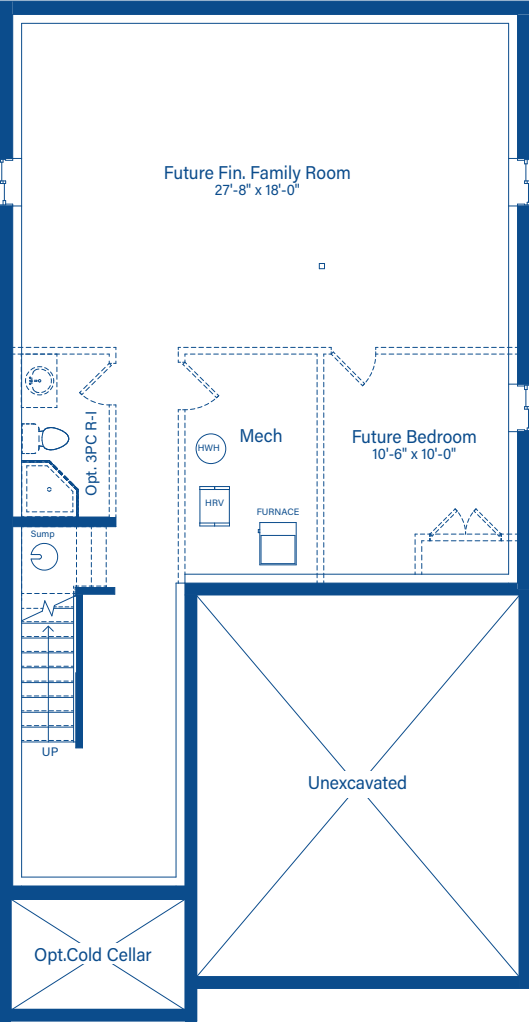 Future Fin. Family Room
27'-8" x 18'-0"
Opt. 3PC R-I
Mech
HWH
HRV
FURNACE
Future Bedroom
10'-6" x 10'-0"
Sump
UP
Unexcavated
Opt.Cold Cellar